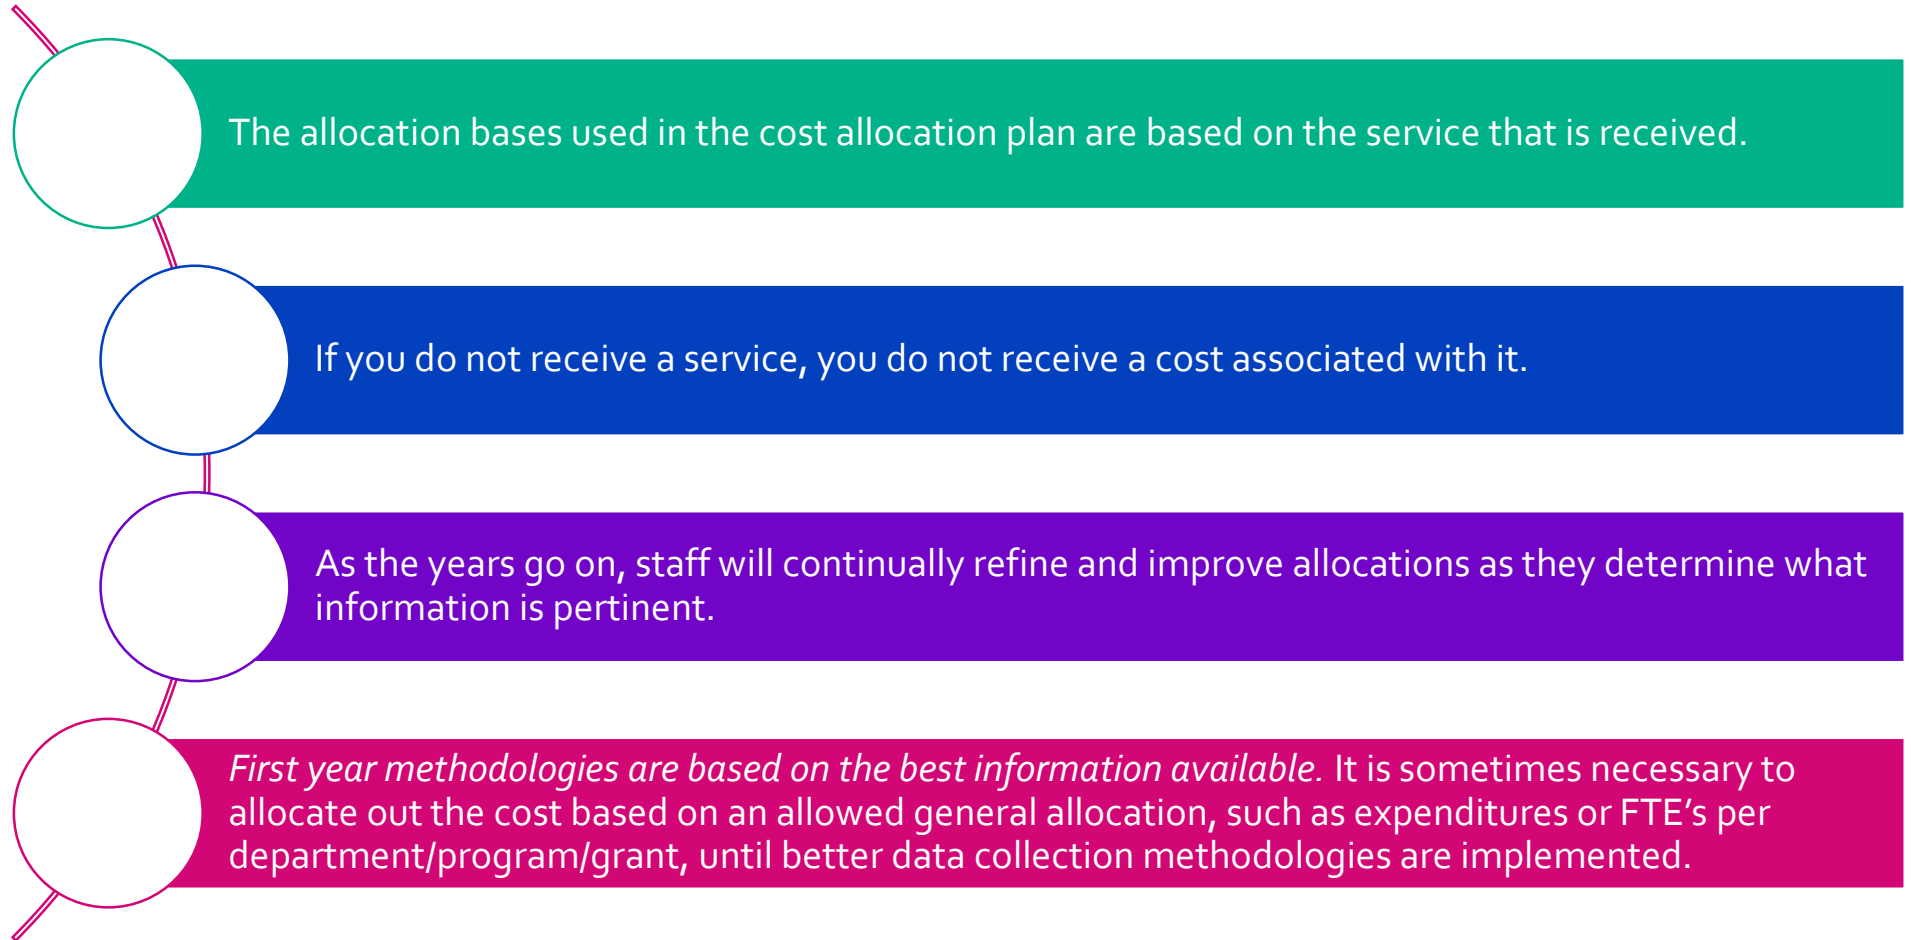 The allocation bases used in the cost allocation plan are based on the service that is received.
If you do not receive a service, you do not receive a cost associated with it.
As the years go on, staff will continually refine and improve allocations as they determine what
information is pertinent.
First year methodologies are based on the best information available. It is sometimes necessary to
allocate out the cost based on an allowed general allocation, such as expenditures or FTE’s per
department/program/grant, until better data collection methodologies are implemented.